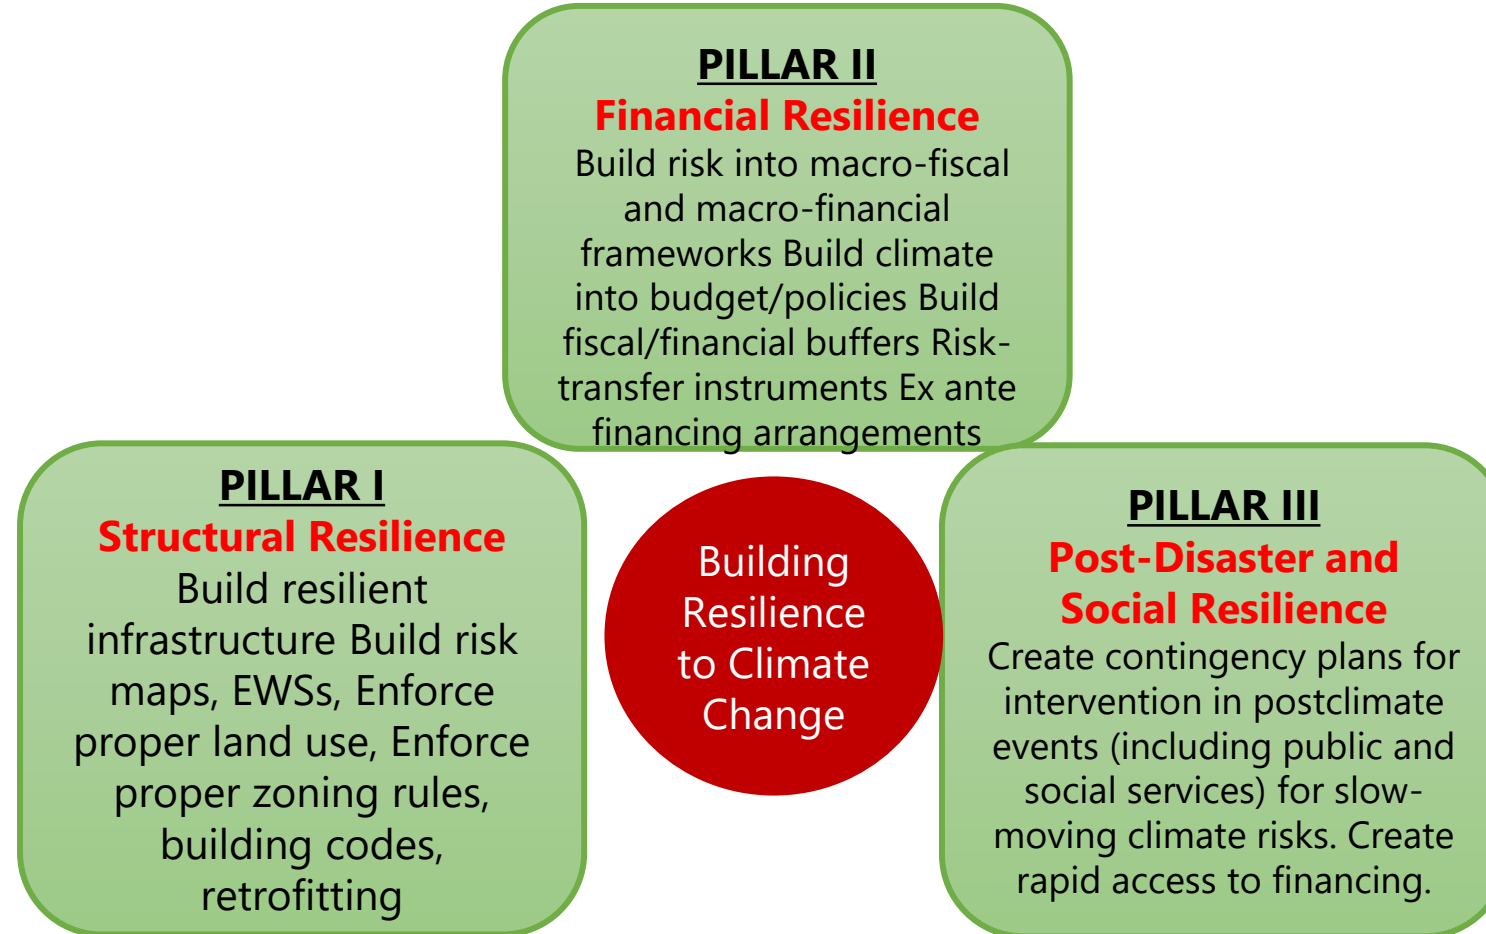 PILLAR II
Financial Resilience
Build risk into macro-fiscal
and macro-financial
frameworks Build climate
into budget/policies Build
fiscal/financial buffers Risk-
transfer instruments Ex ante
financing arrangements
PILLAR I
Structural Resilience
Build resilient
infrastructure Build risk
maps, EWSs, Enforce
proper land use, Enforce
proper zoning rules,
building codes,
retrofitting
Building
Resilience
to Climate
Change
PILLAR III
Post-Disaster and
Social Resilience
Create contingency plans for
intervention in postclimate
events (including public and
social services) for slow-
moving climate risks. Create
rapid access to financing.